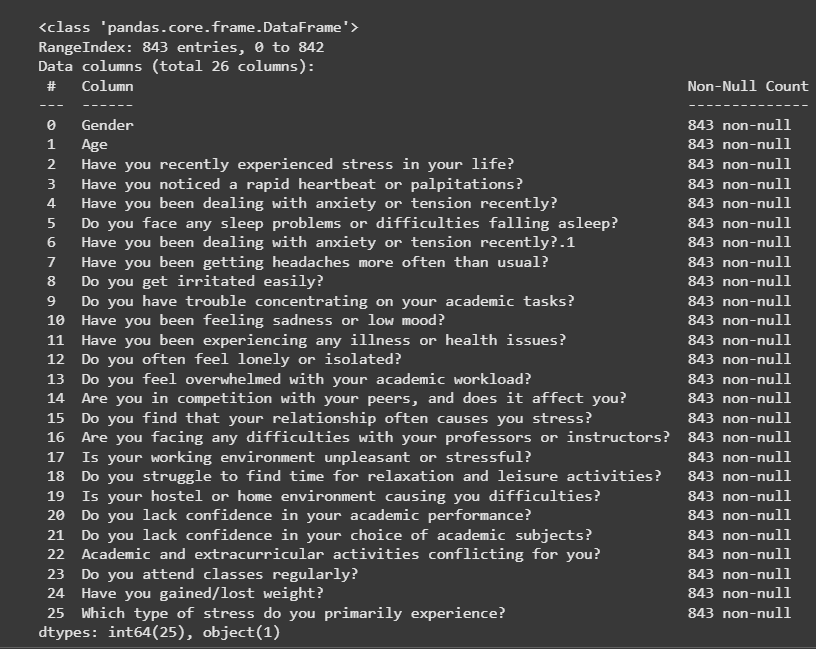 <class 'pandas.core.frame.DataFrame'>
RangeIndex: 843 entries, 0 to 842
Data columns (total 26 columns):
#   Column   Non-Null Count
---  ------   --------------
0   Gender   843 non-null
1   Age   843 non-null
2   Have you recently experienced stress in your life?   843 non-null
3   Have you noticed a rapid heartbeat or palpitations?   843 non-null
4   Have you been dealing with anxiety or tension recently?   843 non-null
5   Do you face any sleep problems or difficulties falling asleep?   843 non-null
6   Have you been dealing with anxiety or tension recently?.1   843 non-null
7   Have you been getting headaches more often than usual?   843 non-null
8   Do you get irritated easily?   843 non-null
9   Do you have trouble concentrating on your academic tasks?   843 non-null
10  Have you been feeling sadness or low mood?   843 non-null
11  Have you been experiencing any illness or health issues?   843 non-null
12  Do you often feel lonely or isolated?   843 non-null
13  Do you feel overwhelmed with your academic workload?   843 non-null
14  Are you in competition with your peers, and does it affect you?   843 non-null
15  Do you find that your relationship often causes you stress?   843 non-null
16  Are you facing any difficulties with your professors or instructors?   843 non-null
17  Is your working environment unpleasant or stressful?   843 non-null
18  Do you struggle to find time for relaxation and leisure activities?   843 non-null
19  Is your hostel or home environment causing you difficulties?   843 non-null
20  Do you lack confidence in your academic performance?   843 non-null
21  Do you lack confidence in your choice of academic subjects?   843 non-null
22  Academic and extracurricular activities conflicting for you?   843 non-null
23  Do you attend classes regularly?   843 non-null
24  Have you gained/lost weight?   843 non-null
25  Which type of stress do you primarily experience?   843 non-null
dtypes: int64(25), object(1)